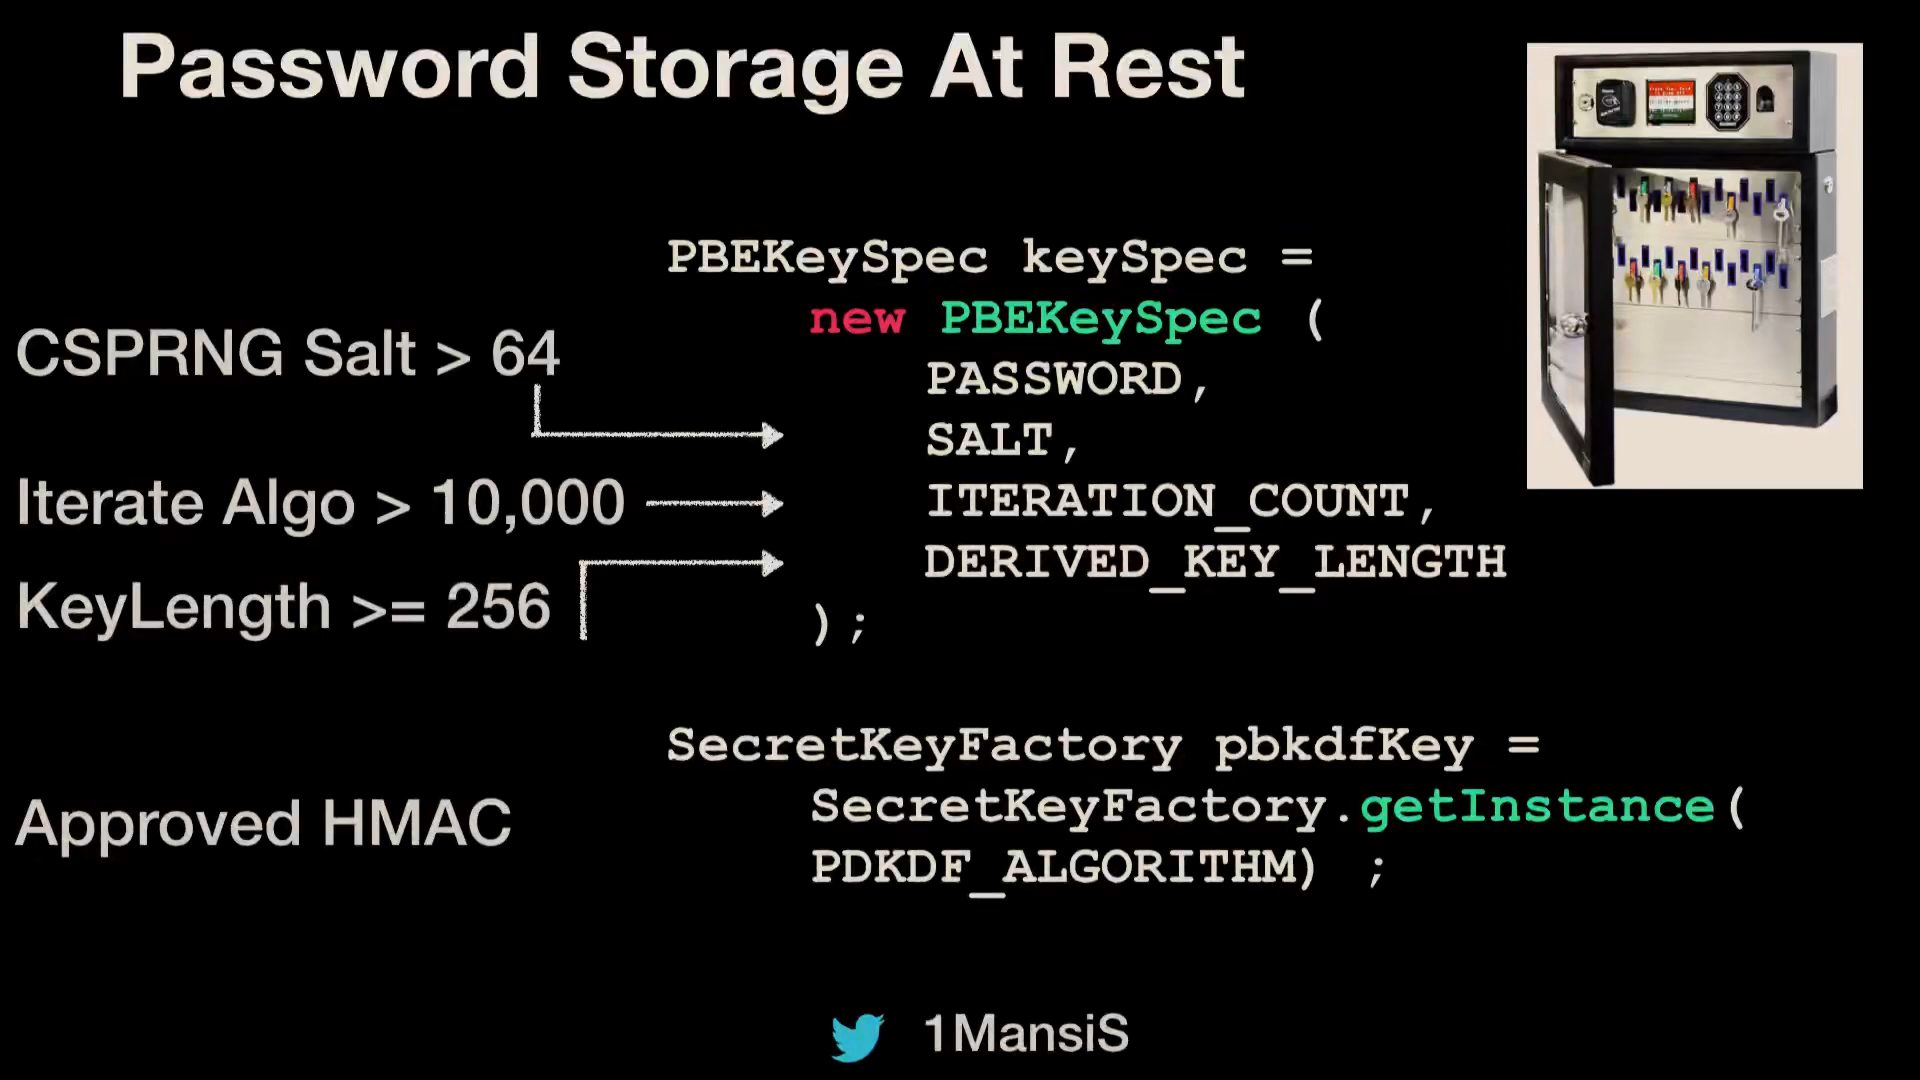 Password Storage At Rest
PBEKeySpec keySpec =
new PBEKeySpec (
CSPRNG Salt > 64
PASSWORD,
SALT,
Iterate Algo > 10,000
ITERATION_COUNT,
DERIVED_KEY_LENGTH
KeyLength >= 256
);
SecretKeyFactory pbkdfKey =
SecretKeyFactory.getInstance(
Approved HMAC
PDKDF_ALGORITHM) ;
1MansiS